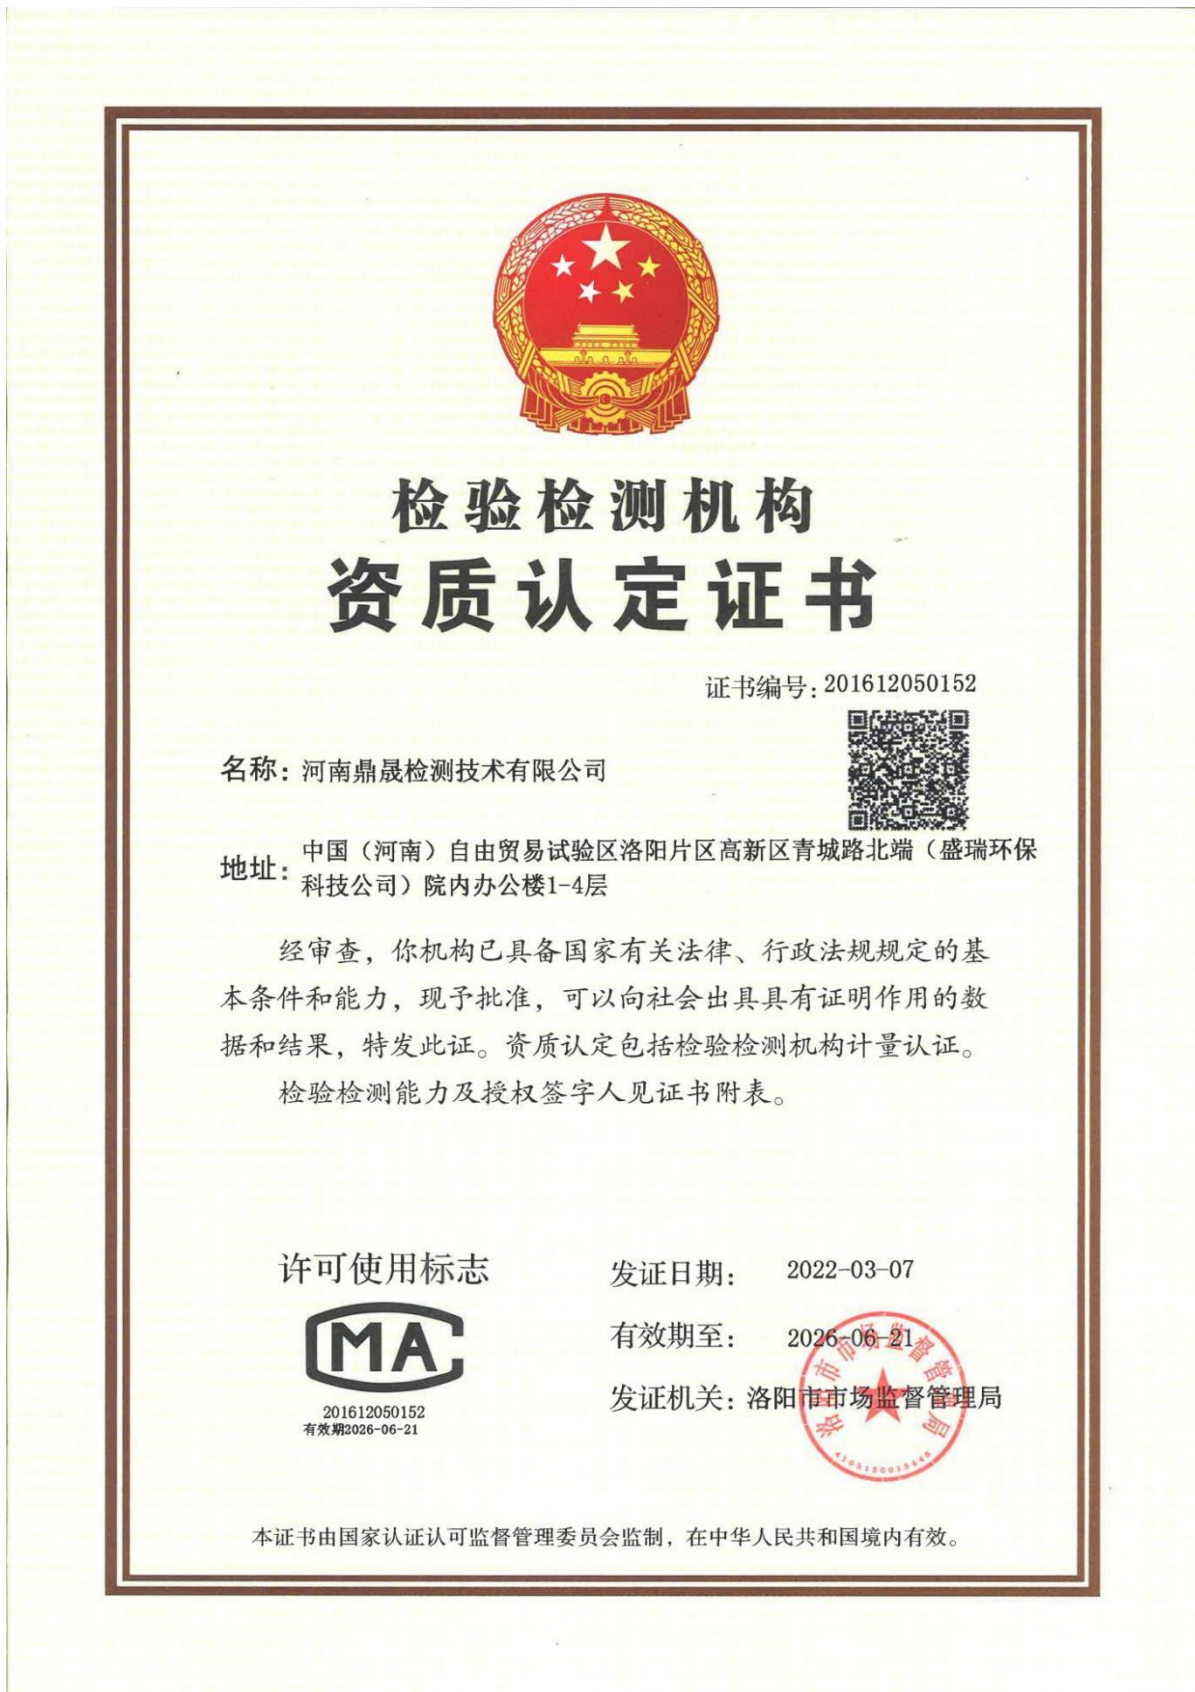 检验检测机构
资质认定证书
证书编号:201612050152
名称: 河南鼎晟检测技术有限公司
地址: 中国（河南）自由贸易试验区洛阳片区高新区青城路北端（盛瑞环保
科技公司）院内办公楼1-4层
经审查，你机构已具备国家有关法律、行政法规规定的基
本条件和能力，现予批准，可以向社会出具具有证明作用的数
据和结果，特发此证。资质认定包括检验检测机构计量认证。
检验检测能力及授权签字人见证书附表。
许可使用标志
MA
201612050152
有效期2026-06-21
发证日期: 2022-03-07
有效期至: 2026-06-21
发证机关: 洛阳市市场监督管理局
洛阳市市场监督管理局
本证书由国家认证认可监督管理委员会监制，在中华人民共和国境内有效。